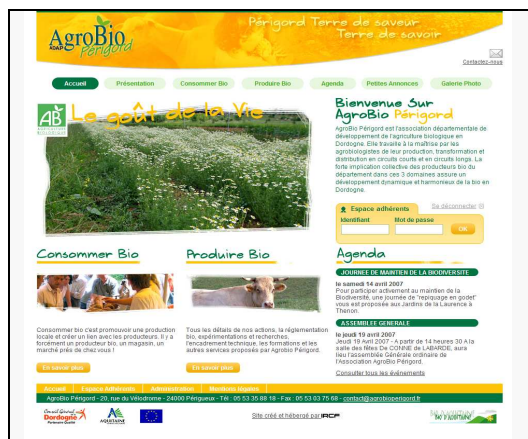 AgroBio
Périgord
Périgord Terre de saveur
Terre de savoir
Contactez-nous
Accueil
Présentation
Consommer Bio
Produire Bio
Agenda
Petites Annonces
Galerie Photo
AB
Le goût de la Vie
Bienvenue Sur
AgroBio Périgord
AgroBio Périgord est l'association départementale de
développement de l'agriculture biologique en
Dordogne. Elle travaille à la maîtrise par les
agrobiologistes de leur production, transformation et
distribution en circuits courts et en circuits longs. La
forte implication collective des producteurs bio du
département dans ces 3 domaines assure un
développement dynamique et harmonieux de la bio en
Dordogne.
Espace adhérents
Se déconnecter
Identifiant
Mot de passe
OK
Consommer Bio
Consommer bio c'est promouvoir une production
locale et créer un lien avec les producteurs. Il y a
forcément un producteur bio, un magasin, un
marché près de chez vous !
En savoir plus
Produire Bio
Tous les détails de nos actions, la réglementation
bio, expérimentations et recherches,
l'encadrement technique, les formations et les
autres services proposés par Agrobio Périgord.
En savoir plus
Agenda
JOURNEE DE MAINTIEN DE LA BIODIVERSITE
le samedi 14 avril 2007
Pour participer activement au maintien de la
Biodiversité, une journée de "repiquage en godet"
vous est proposée aux Jardins de la Laurence à
Thenon.
ASSEMBLEE GENERALE
le jeudi 19 avril 2007
Jeudi 19 Avril 2007 - A partir de 14 heures 30 A la
salle des fêtes De CONNE de LABARDE, aura
lieu l'assemblée Générale ordinaire de
l'Association Agrobio Périgord.
Consulter tous les événements
Accueil
Espace Adhérents
Administration
Mentions légales
AgroBio Périgord - 20, rue du Vélodrome - 24000 Périgueux - Tél : 05 53 35 88 18 - Fax : 05 53 03 75 68 - contact@agrobioperigord.fr
Dordogne
AQUITAINE
Site créé et hébergé par IRCF
BIO D'AQUITAINE